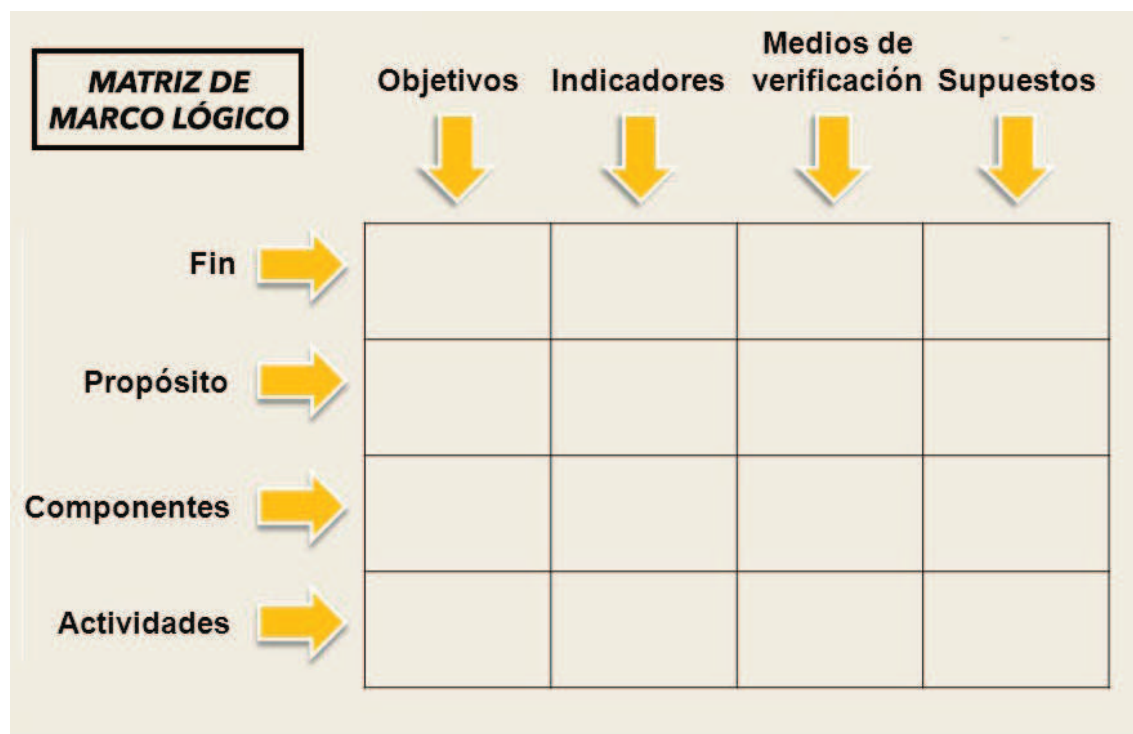 MATRIZ DE
MARCO LÓGICO
Objetivos
Indicadores
Medios de
verificación
Supuestos
Fin
Propósito
Componentes
Actividades